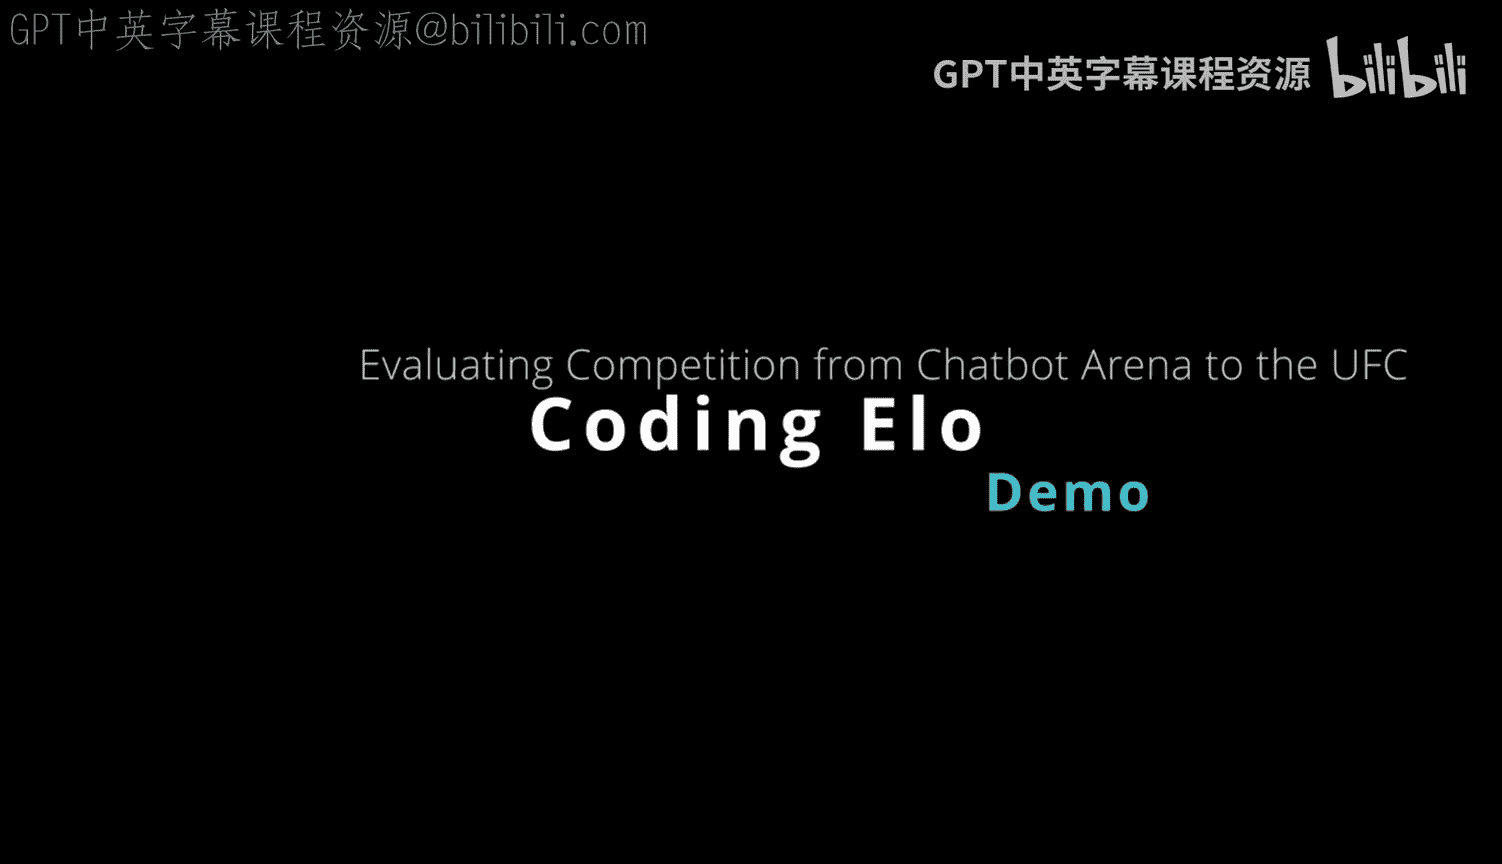 GPT中英字幕课程资源@bilibili.com
GPT中英字幕课程资源 bilibili
Evaluating Competition from Chatbot Arena to the UFC
Coding Elo
Demo